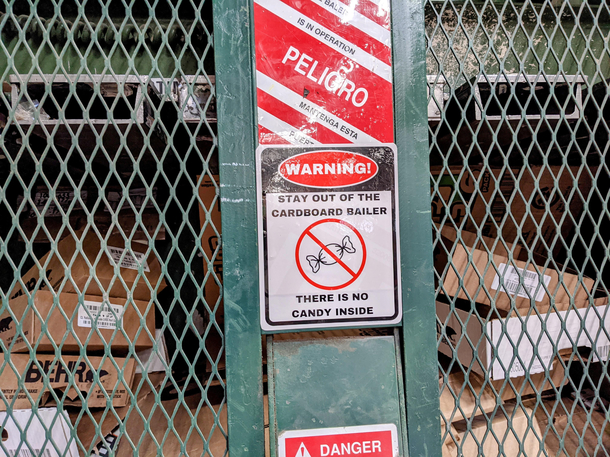 IS IN OPERATION
PELIGRO
MANTENGA ESTA
WARNING!
STAY OUT OF THE
CARDBOARD BAILER
THERE IS NO
CANDY INSIDE
BEHR
DANGER